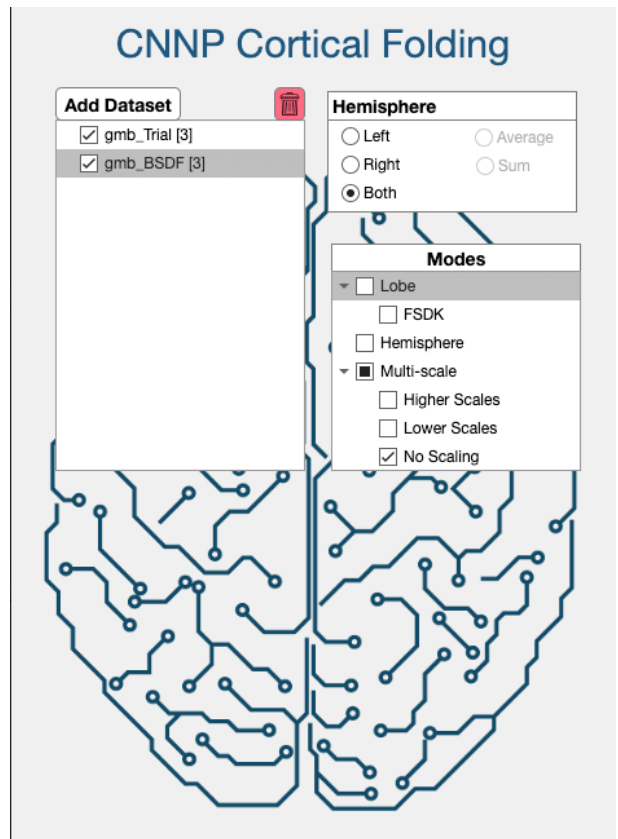 CNNP Cortical Folding
Add Dataset
gmb_Trial [3]
gmb_BSDF [3]
Hemisphere
Left
Average
Right
Sum
Both
Modes
Lobe
FSDK
Hemisphere
Multi-scale
Higher Scales
Lower Scales
No Scaling